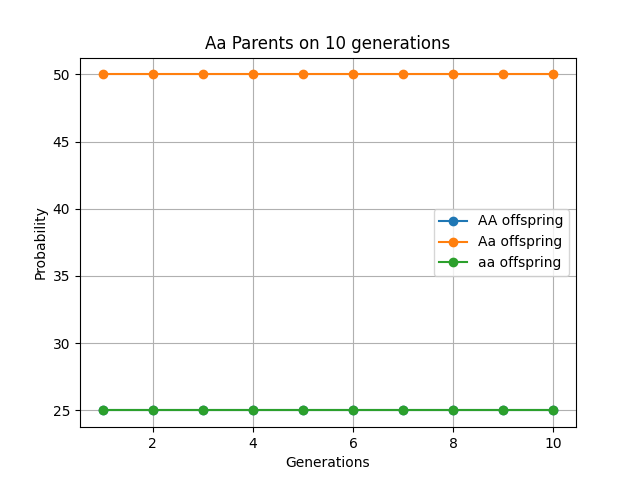 Aa Parents on 10 generations
50
45
40
35
30
25
Probability
AA offspring
Aa offspring
aa offspring
2 4 6 8 10
Generations